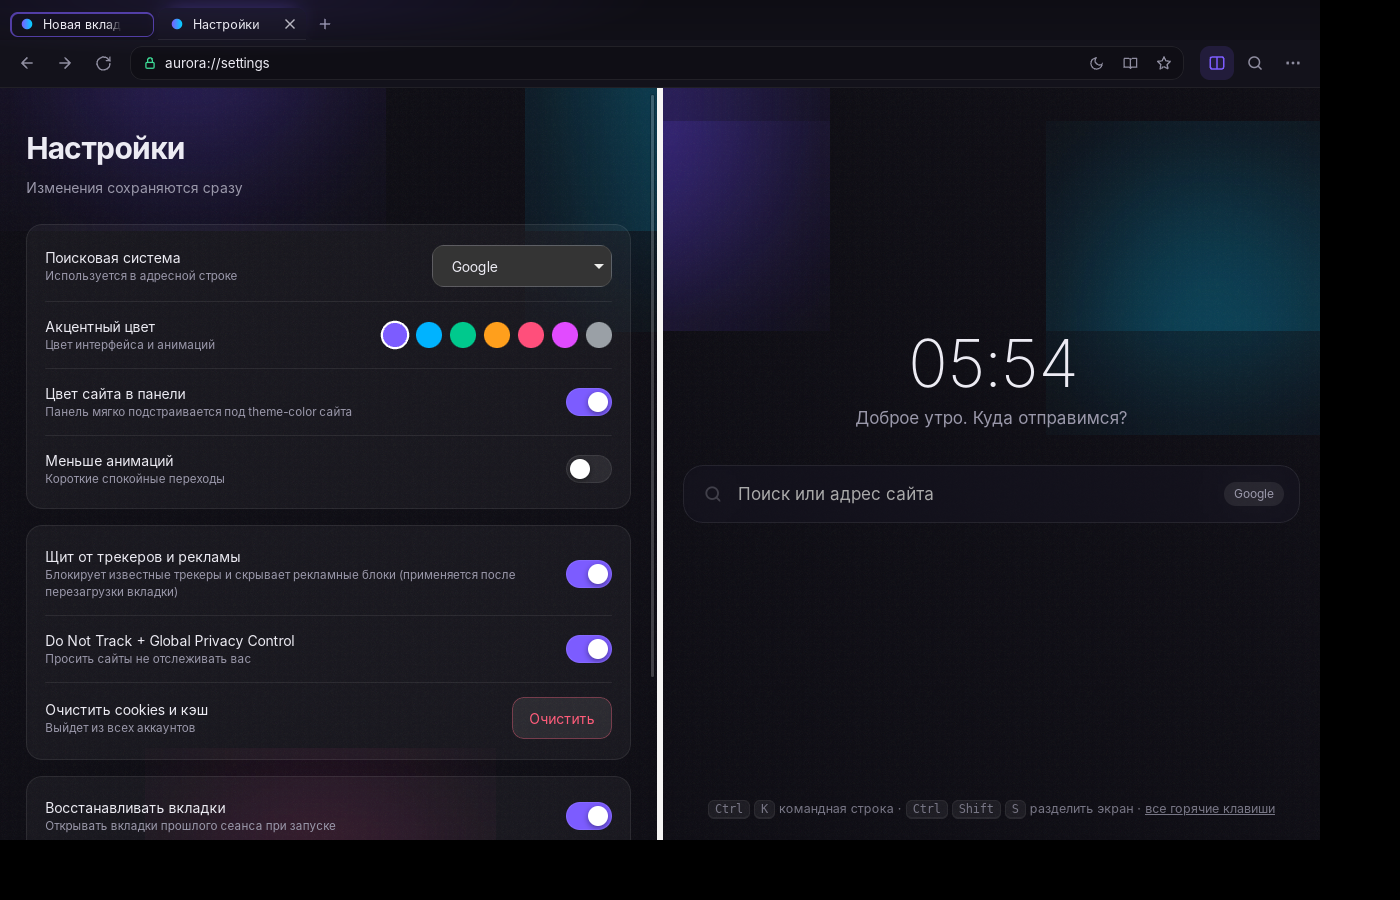 Новая вклад
Настройки
aurora://settings
Настройки
Изменения сохраняются сразу
Поисковая система
Используется в адресной строке
Google
Акцентный цвет
Цвет интерфейса и анимаций
Цвет сайта в панели
Панель мягко подстраивается под theme-color сайта
Меньше анимаций
Короткие спокойные переходы
Щит от трекеров и рекламы
Блокирует известные трекеры и скрывает рекламные блоки (применяется после
перезагрузки вкладки)
Do Not Track + Global Privacy Control
Просить сайты не отслеживать вас
Очистить cookies и кэш
Выйдет из всех аккаунтов
Очистить
Восстанавливать вкладки
Открывать вкладки прошлого сеанса при запуске
05:54
Доброе утро. Куда отправимся?
Поиск или адрес сайта
Google
Ctrl K командная строка · Ctrl Shift S разделить экран · все горячие клавиши